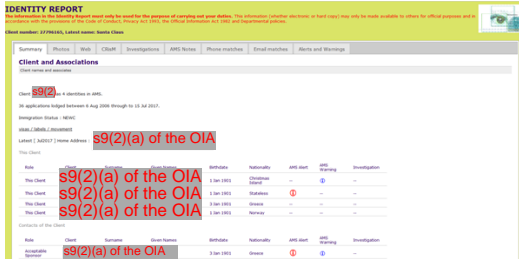 IDENTITY REPORT
The information in the Identity Report must only be used for the purpose of carrying out your duties. This information (whether electronic or hard copy) may only be made available to others for official purposes and in
accordance with the provisions of the Code of Conduct, Privacy Act 1993, the Official Information Act 1982 and Departmental policies.
Client number: 27796165, Latest name: Santa Claus
Summary Photos Web CRIeM Investigations AMS Notes Phone matches Email matches Alerts and Warnings
Client and Associations
Client names and associates
Client s9(2) as 4 identities in AMS.
36 applications lodged between 6 Aug 2006 through to 15 Jul 2017.
Immigration Status : NEWC
visas / labels / movement
Latest [ Jul2017 ] Home Address : s9(2)(a) of the OIA
This Client
Role Client Surname Given Names Birthdate Nationality AMS Alert AMS Warning Investigation
This Client s9(2)(a) of the OIA 1 Jan 1901 Christmas Island -- --
This Client s9(2)(a) of the OIA 1 Jan 1901 Stateless -- --
This Client s9(2)(a) of the OIA 3 Jan 1901 Greece -- -- --
This Client 1 Jan 1901 Norway -- -- --
Contacts of the Client
Role Client Surname Given Names Birthdate Nationality AMS Alert AMS Warning Investigation
Acceptable Sponsor s9(2)(a) of the OIA 3 Jan 1901 Greece --